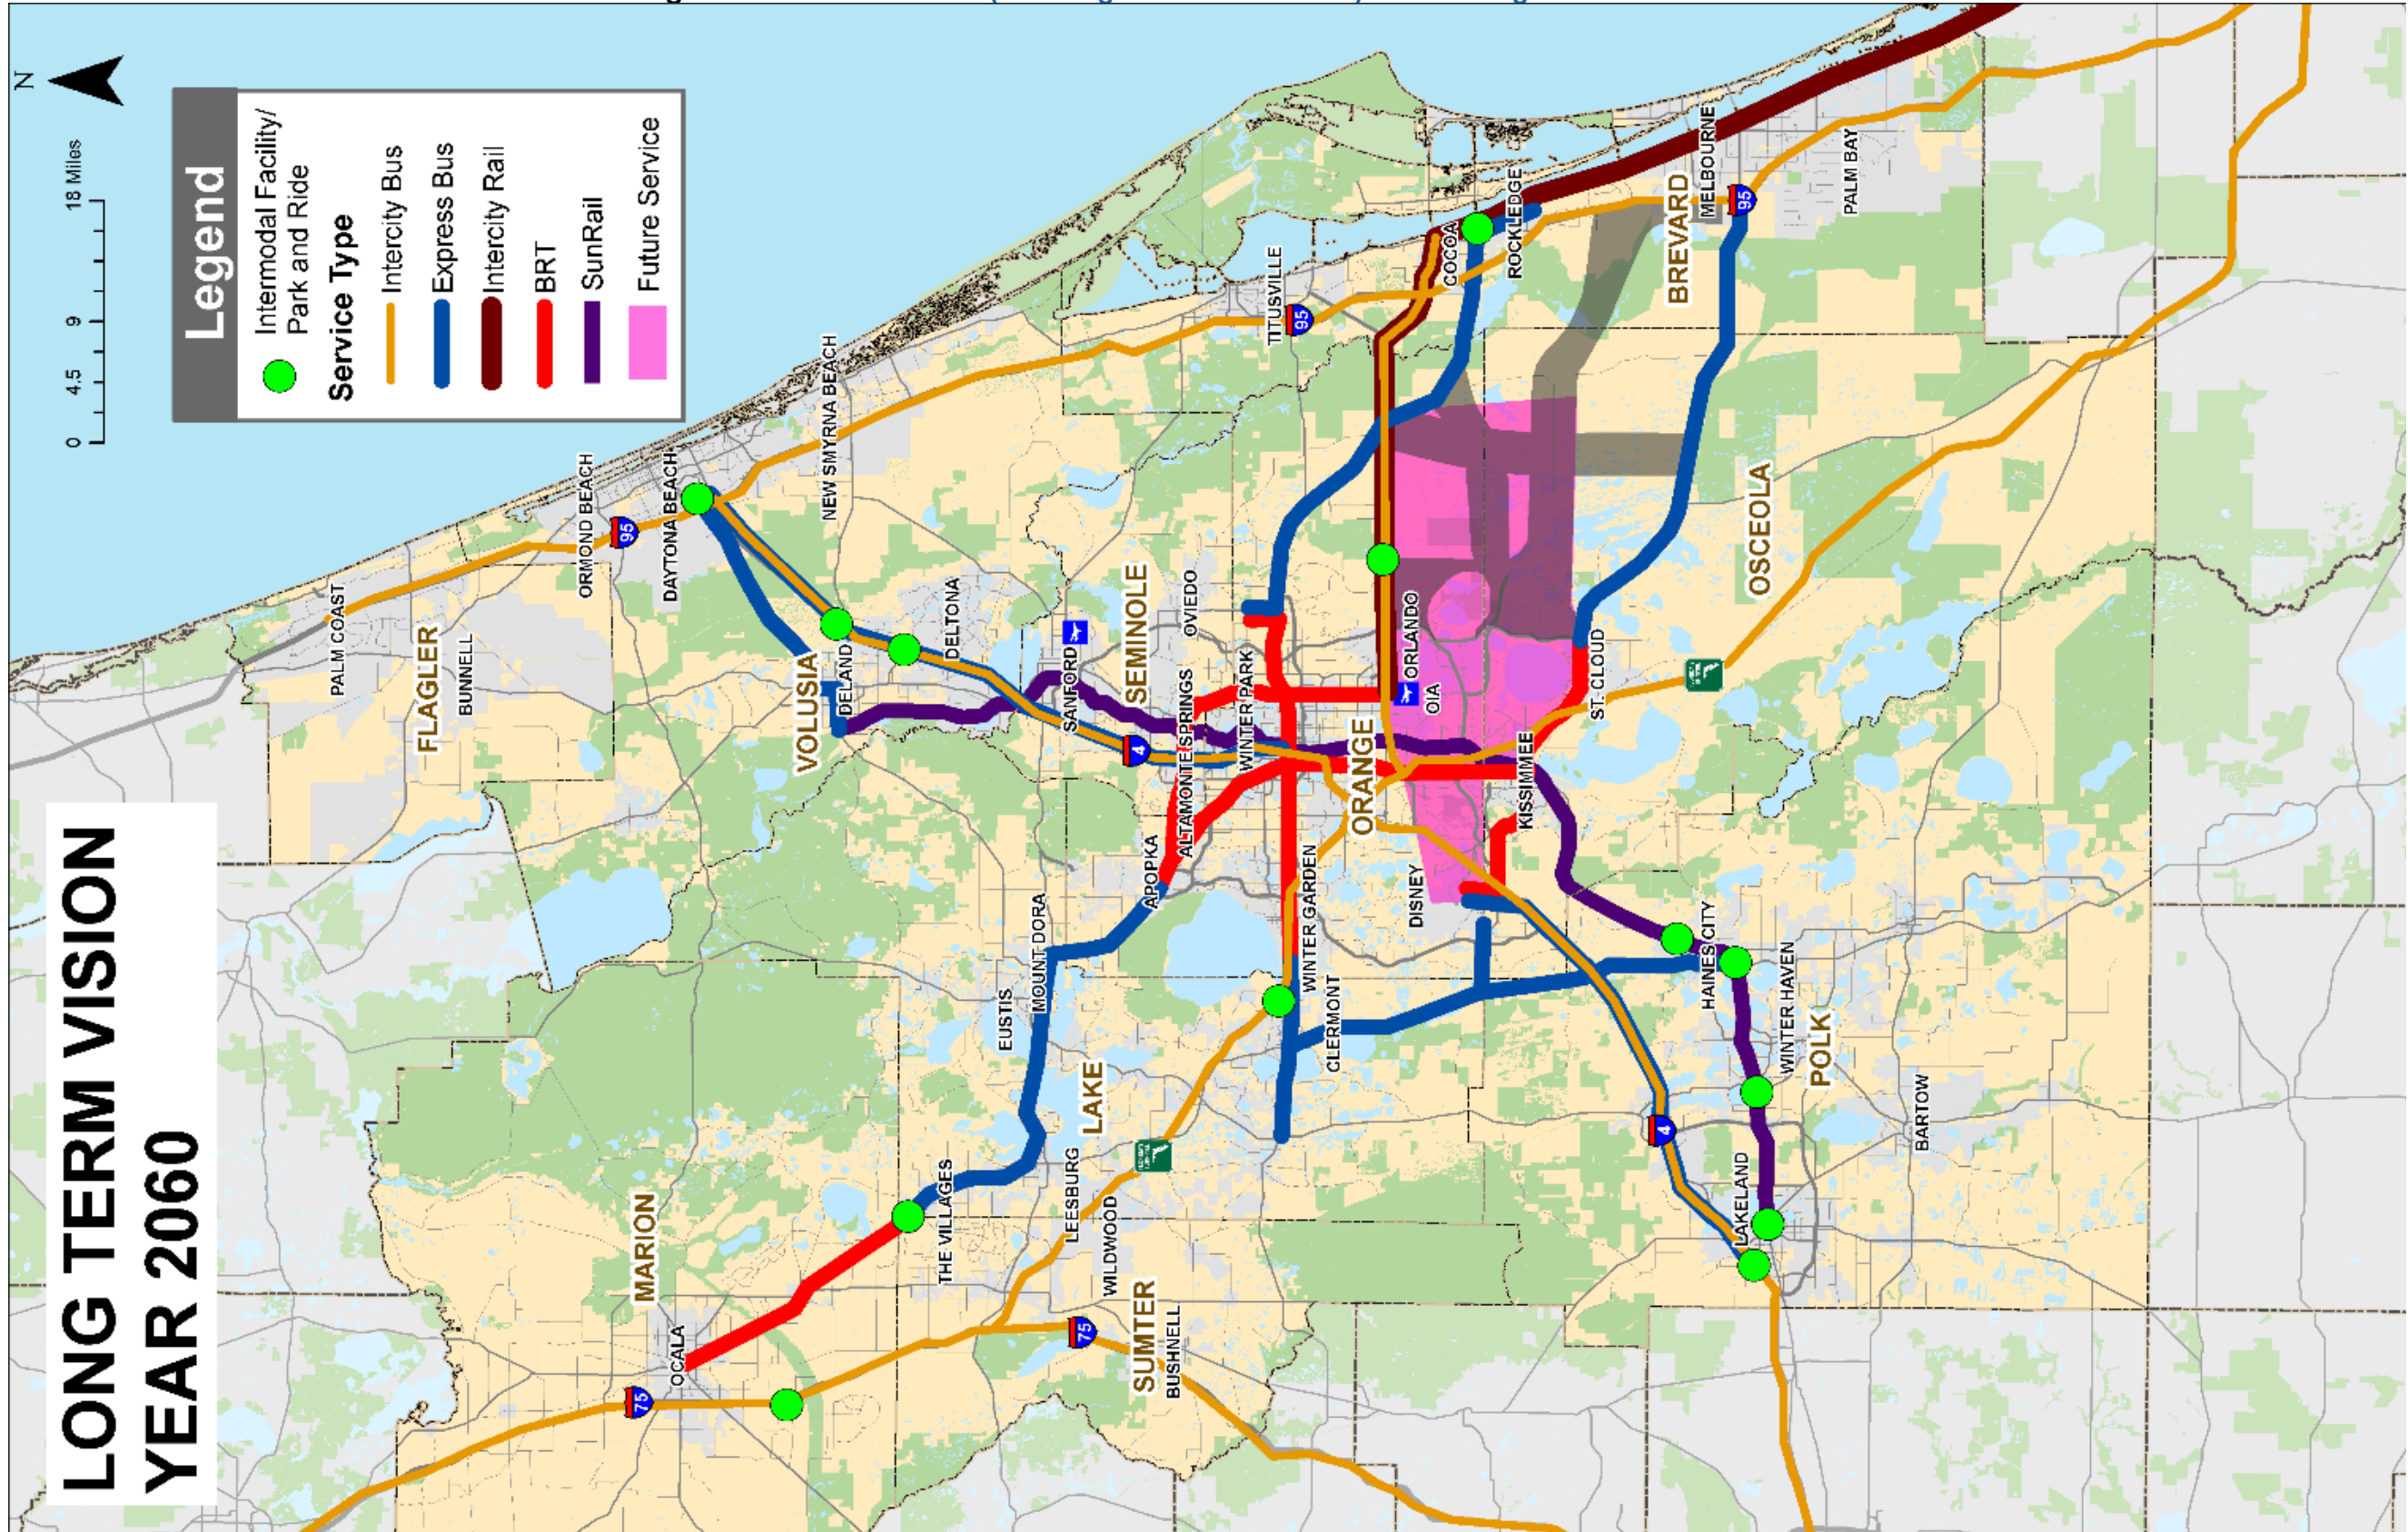 LONG TERM VISION
YEAR 2060
N
0 4.5 9 18 Miles
Legend
Intermodal Facility/
Park and Ride
Service Type
Intercity Bus
Express Bus
Intercity Rail
BRT
SunRail
Future Service
PALM COAST
FLAGLER
BUNNELL
ORMOND BEACH
95
DAYTONA BEACH
NEW SMYRNA BEACH
VOLUSIA
DELAND
DELTONA
MARION
OCALA
75
THE VILLAGES
LEESBURG
WILDWOOD
75
SUMTER
BUSHNELL
LAKE
EUSTIS
MOUNT DORA
APOPKA
SANFORD
SEMINOLE
4
ALTAMONTE SPRINGS
OVIEDO
WINTER PARK
TITUSVILLE
95
WINTER GARDEN
CLERMONT
ORANGE
ORLANDO
OIA
DISNEY
COCOA
ROCKLEDGE
KISSIMMEE
ST. CLOUD
BREVARD
MELBOURNE
95
PALM BAY
OSCEOLA
HAINES CITY
WINTER HAVEN
POLK
4
LAKELAND
BARTOW